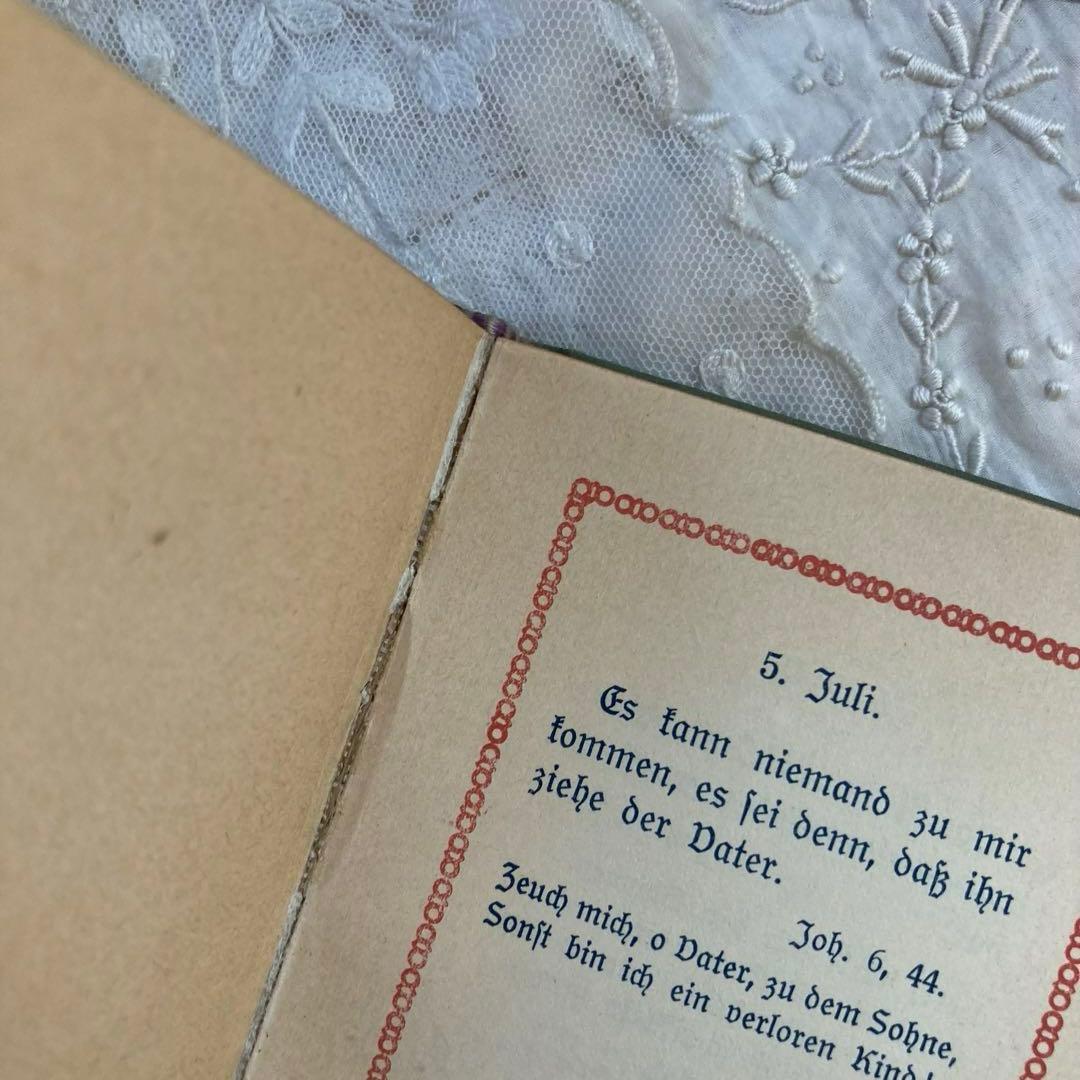 5. Juli.
Es kann niemand zu mir
kommen, es sei denn, daß ihn
ziehe der Vater.
Joh. 6, 44.
Zeuch mich, o Vater, zu dem Sohne,
Sonst bin ich ein verloren Kind